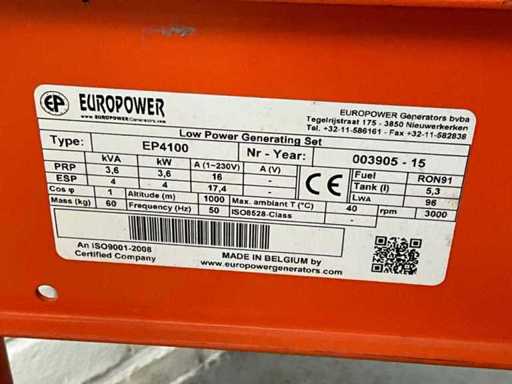 EP EUROPOWER
www.EUROPOWERGenerators.com
EUROPOWER Generators bvba
Tegelrijstraat 175 - 3850 Nieuwerkerken
Tel. +32-11-586161 - Fax +32-11-582838
Low Power Generating Set
Type: EP4100 Nr - Year: 003905 - 15
kVA kW A (1~230V) A (V) Fuel RON91
PRP 3,6 3,6 16 Tank (l) 5,3
ESP 4 4 17,4 CE LWA 96
Cos φ 1 Altitude (m) 1000 Max. ambiant T (°C) 40 rpm 3000
Mass (kg) 60 Frequency (Hz) 50 ISO8528-Class
An ISO9001-2008
Certified Company
MADE IN BELGIUM by
www.europowergenerators.com